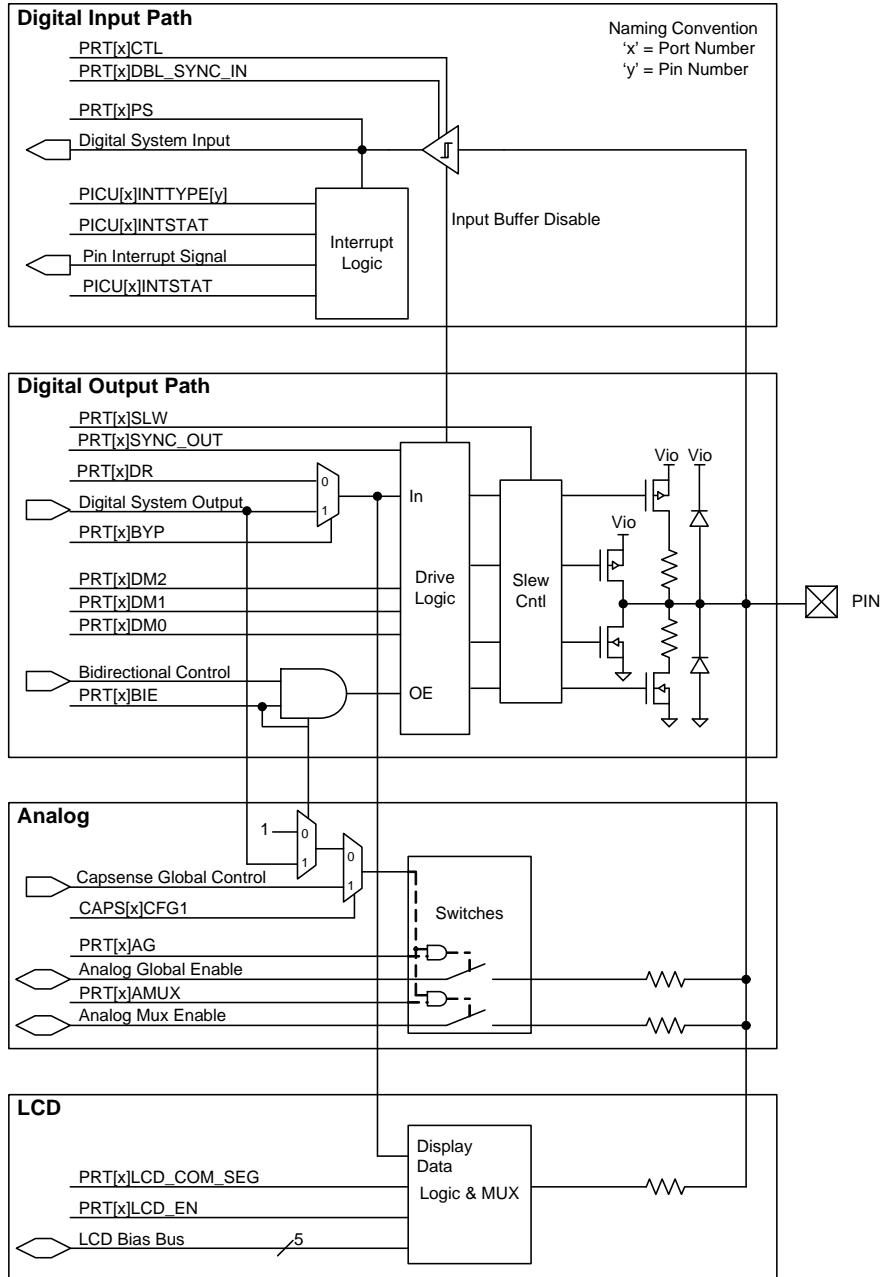 Digital Input Path
Naming Convention
‘x’ = Port Number
‘y’ = Pin Number
PRT[x]CTL
PRT[x]DBL_SYNC_IN
PRT[x]PS
Digital System Input
PICU[x]INTTYPE[y]
PICU[x]INTSTAT
Pin Interrupt Signal
PICU[x]INTSTAT
Interrupt
Logic
Input Buffer Disable
Digital Output Path
PRT[x]SLW
PRT[x]SYNC_OUT
PRT[x]DR
Digital System Output
PRT[x]BYP
0
1
PRT[x]DM2
PRT[x]DM1
PRT[x]DM0
Bidirectional Control
PRT[x]BIE
In
Drive
Logic
OE
Slew
Cntl
Vio
Vio
Vio
PIN
Analog
1
0
1
0
1
Capsense Global Control
CAPS[x]CFG1
Switches
PRT[x]AG
Analog Global Enable
PRT[x]AMUX
Analog Mux Enable
LCD
Display
Data
Logic & MUX
PRT[x]LCD_COM_SEG
PRT[x]LCD_EN
LCD Bias Bus
5